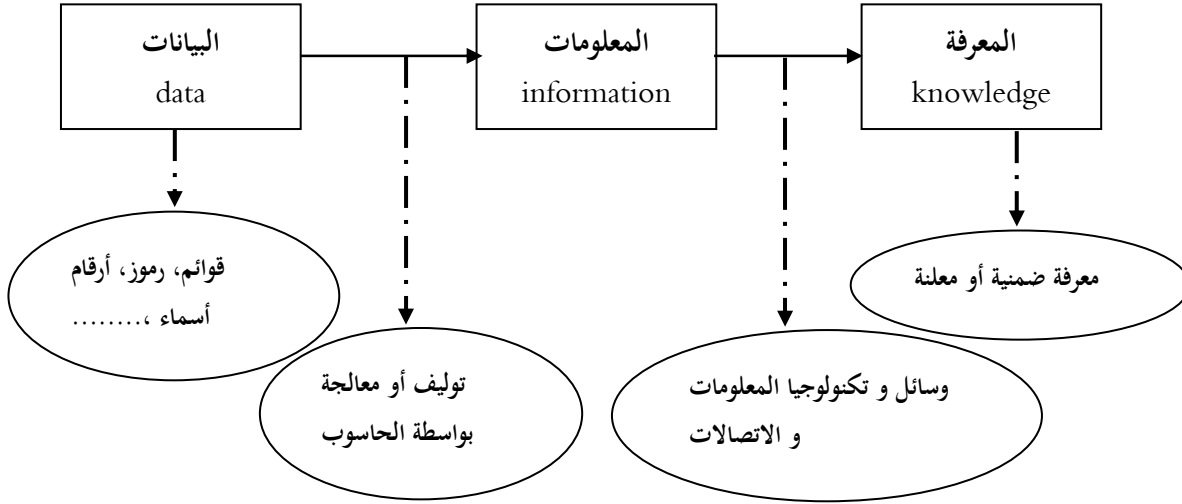 البيانات
data
المعلومات
information
المعرفة
knowledge
قوائم، رموز، أرقام
أسماء ،........
توليف أو معالجة
بواسطة الحاسوب
وسائل و تكنولوجيا المعلومات
و الاتصالات
معرفة ضمنية أو معلنة